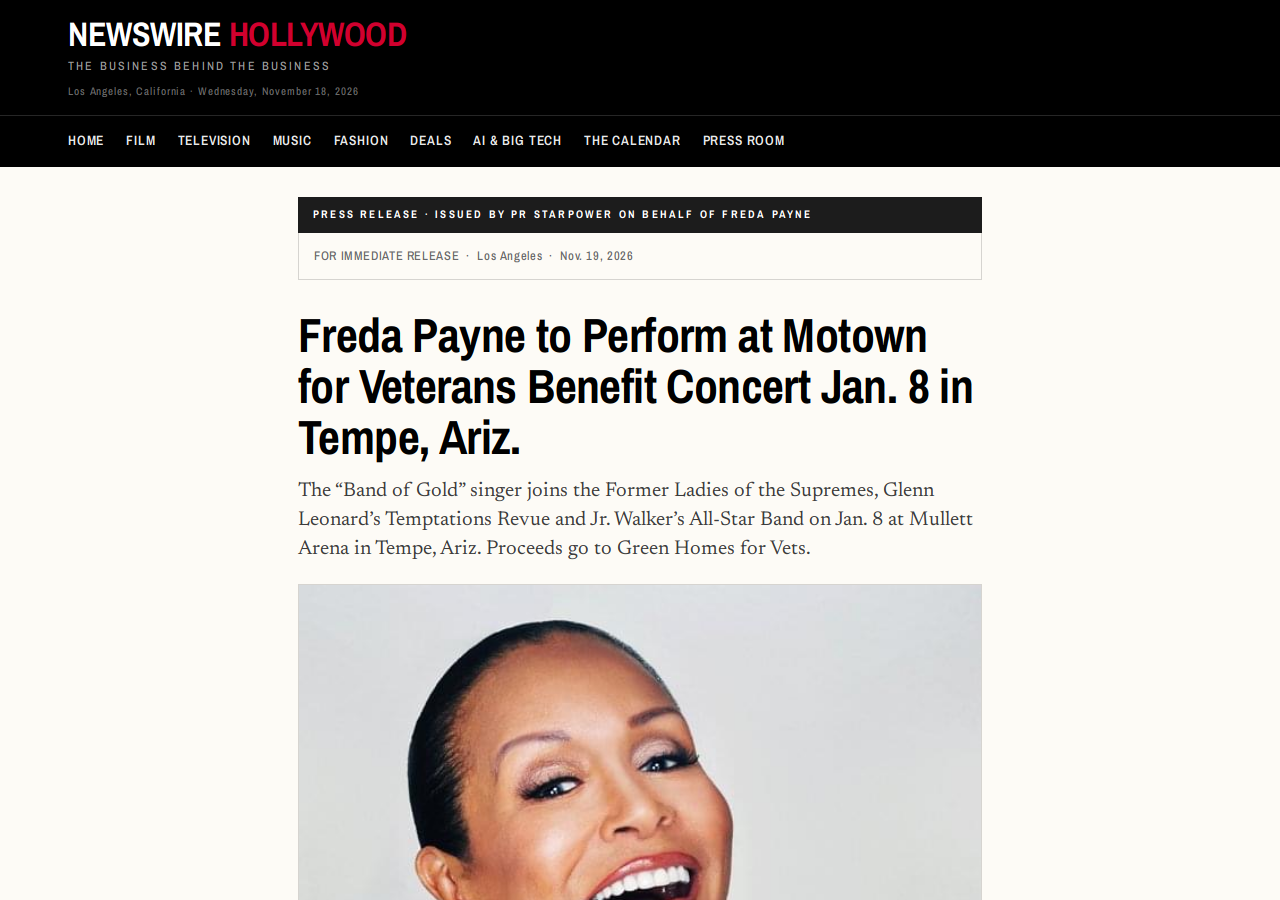 NEWSWIRE HOLLYWOOD
THE BUSINESS BEHIND THE BUSINESS
Los Angeles, California · Wednesday, November 18, 2026
HOME FILM TELEVISION MUSIC FASHION DEALS AI & BIG TECH THE CALENDAR PRESS ROOM
PRESS RELEASE · ISSUED BY PR STARPOWER ON BEHALF OF FREDA PAYNE
FOR IMMEDIATE RELEASE · Los Angeles · Nov. 19, 2026
Freda Payne to Perform at Motown
for Veterans Benefit Concert Jan. 8 in
Tempe, Ariz.
The “Band of Gold” singer joins the Former Ladies of the Supremes, Glenn
Leonard’s Temptations Revue and Jr. Walker’s All-Star Band on Jan. 8 at Mullett
Arena in Tempe, Ariz. Proceeds go to Green Homes for Vets.